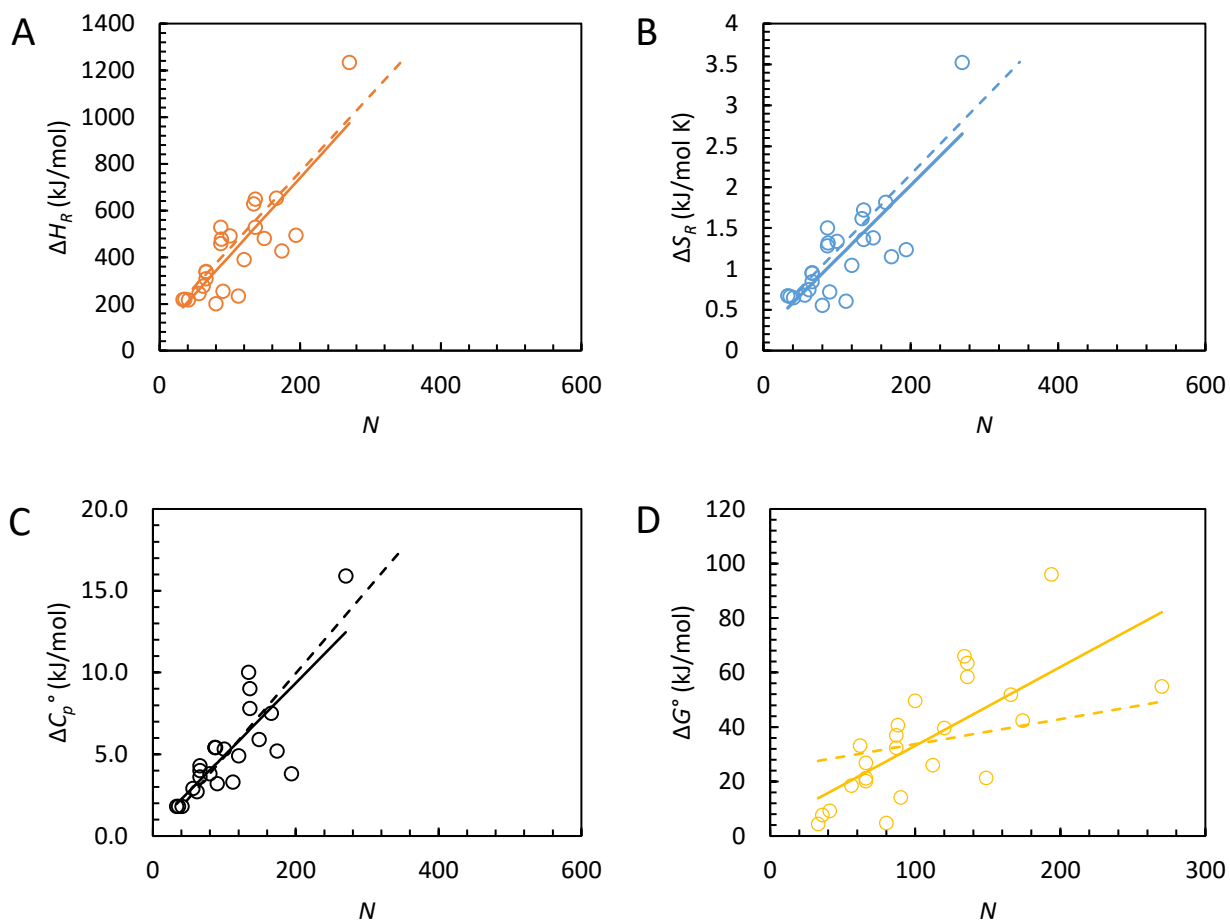 A
ΔH_R (kJ/mol)
1400
1200
1000
800
600
400
200
0
0 200 400 600
N
B
ΔS_R (kJ/mol K)
4
3.5
3
2.5
2
1.5
1
0.5
0
0 200 400 600
N
C
ΔC_p° (kJ/mol)
20.0
15.0
10.0
5.0
0.0
0 200 400 600
N
D
ΔG° (kJ/mol)
120
100
80
60
40
20
0
0 100 200 300
N